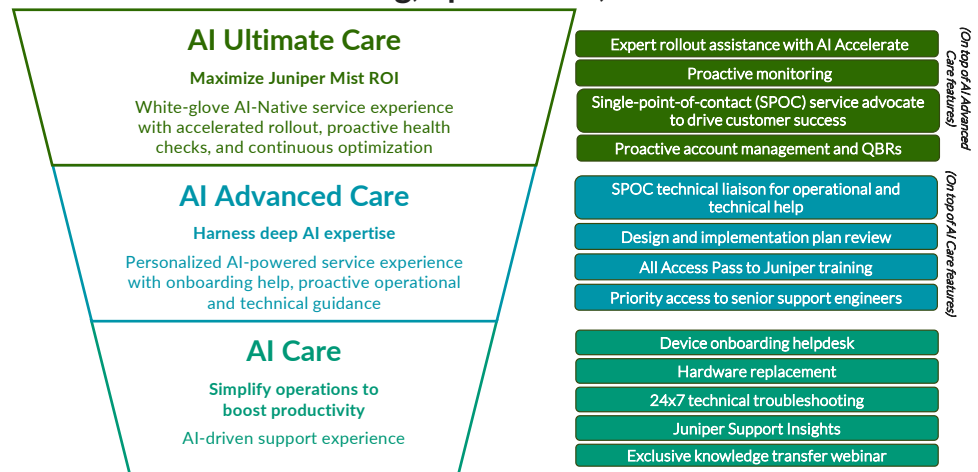 AI Ultimate Care
Maximize Juniper Mist ROI
White-glove AI-Native service experience
with accelerated rollout, proactive health
checks, and continuous optimization
Expert rollout assistance with AI Accelerate
Proactive monitoring
Single-point-of-contact (SPOC) service advocate
to drive customer success
Proactive account management and QBRs
(On top of AI Advanced
Care features)
AI Advanced Care
Harness deep AI expertise
Personalized AI-powered service experience
with onboarding help, proactive operational
and technical guidance
SPOC technical liaison for operational and
technical help
Design and implementation plan review
All Access Pass to Juniper training
Priority access to senior support engineers
(On top of AI Care features)
AI Care
Simplify operations to
boost productivity
AI-driven support experience
Device onboarding helpdesk
Hardware replacement
24x7 technical troubleshooting
Juniper Support Insights
Exclusive knowledge transfer webinar